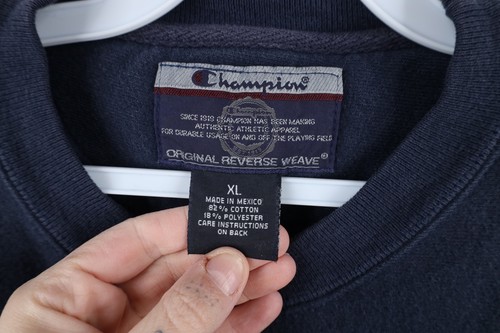 Champion
SINCE 1919 CHAMPION HAS BEEN MAKING
AUTHENTIC ATHLETIC APPAREL
FOR DURABLE USAGE ON AND OFF THE PLAYING FIELD
ORIGINAL REVERSE WEAVE®
XL
MADE IN MEXICO
82% COTTON
18% POLYESTER
CARE INSTRUCTIONS
ON BACK